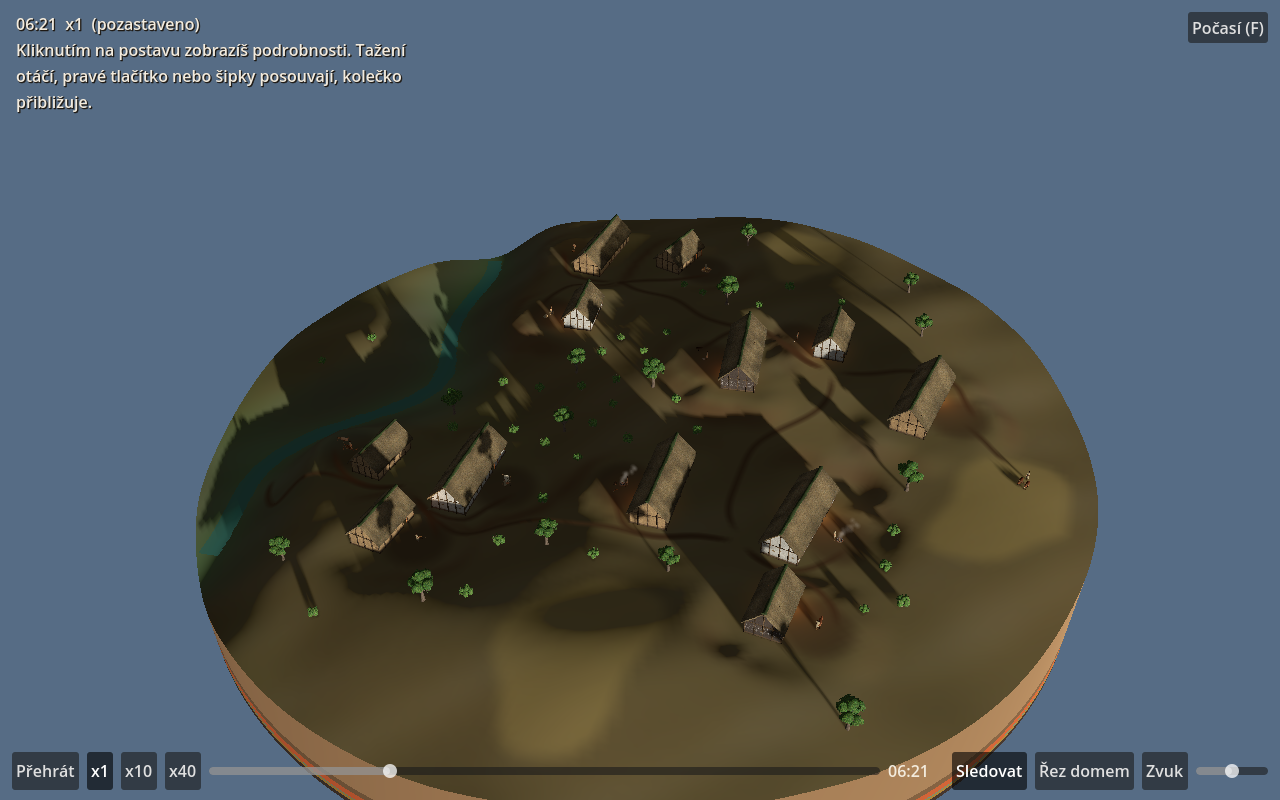 06:21 x1 (pozastaveno)
Kliknutím na postavu zobrazíš podrobnosti. Tažení
otáčí, pravé tlačítko nebo šipky posouvají, kolečko
přibližuje.
Počasí (F)
Přehrát x1 x10 x40 06:21 Sledovat Řez domem Zvuk